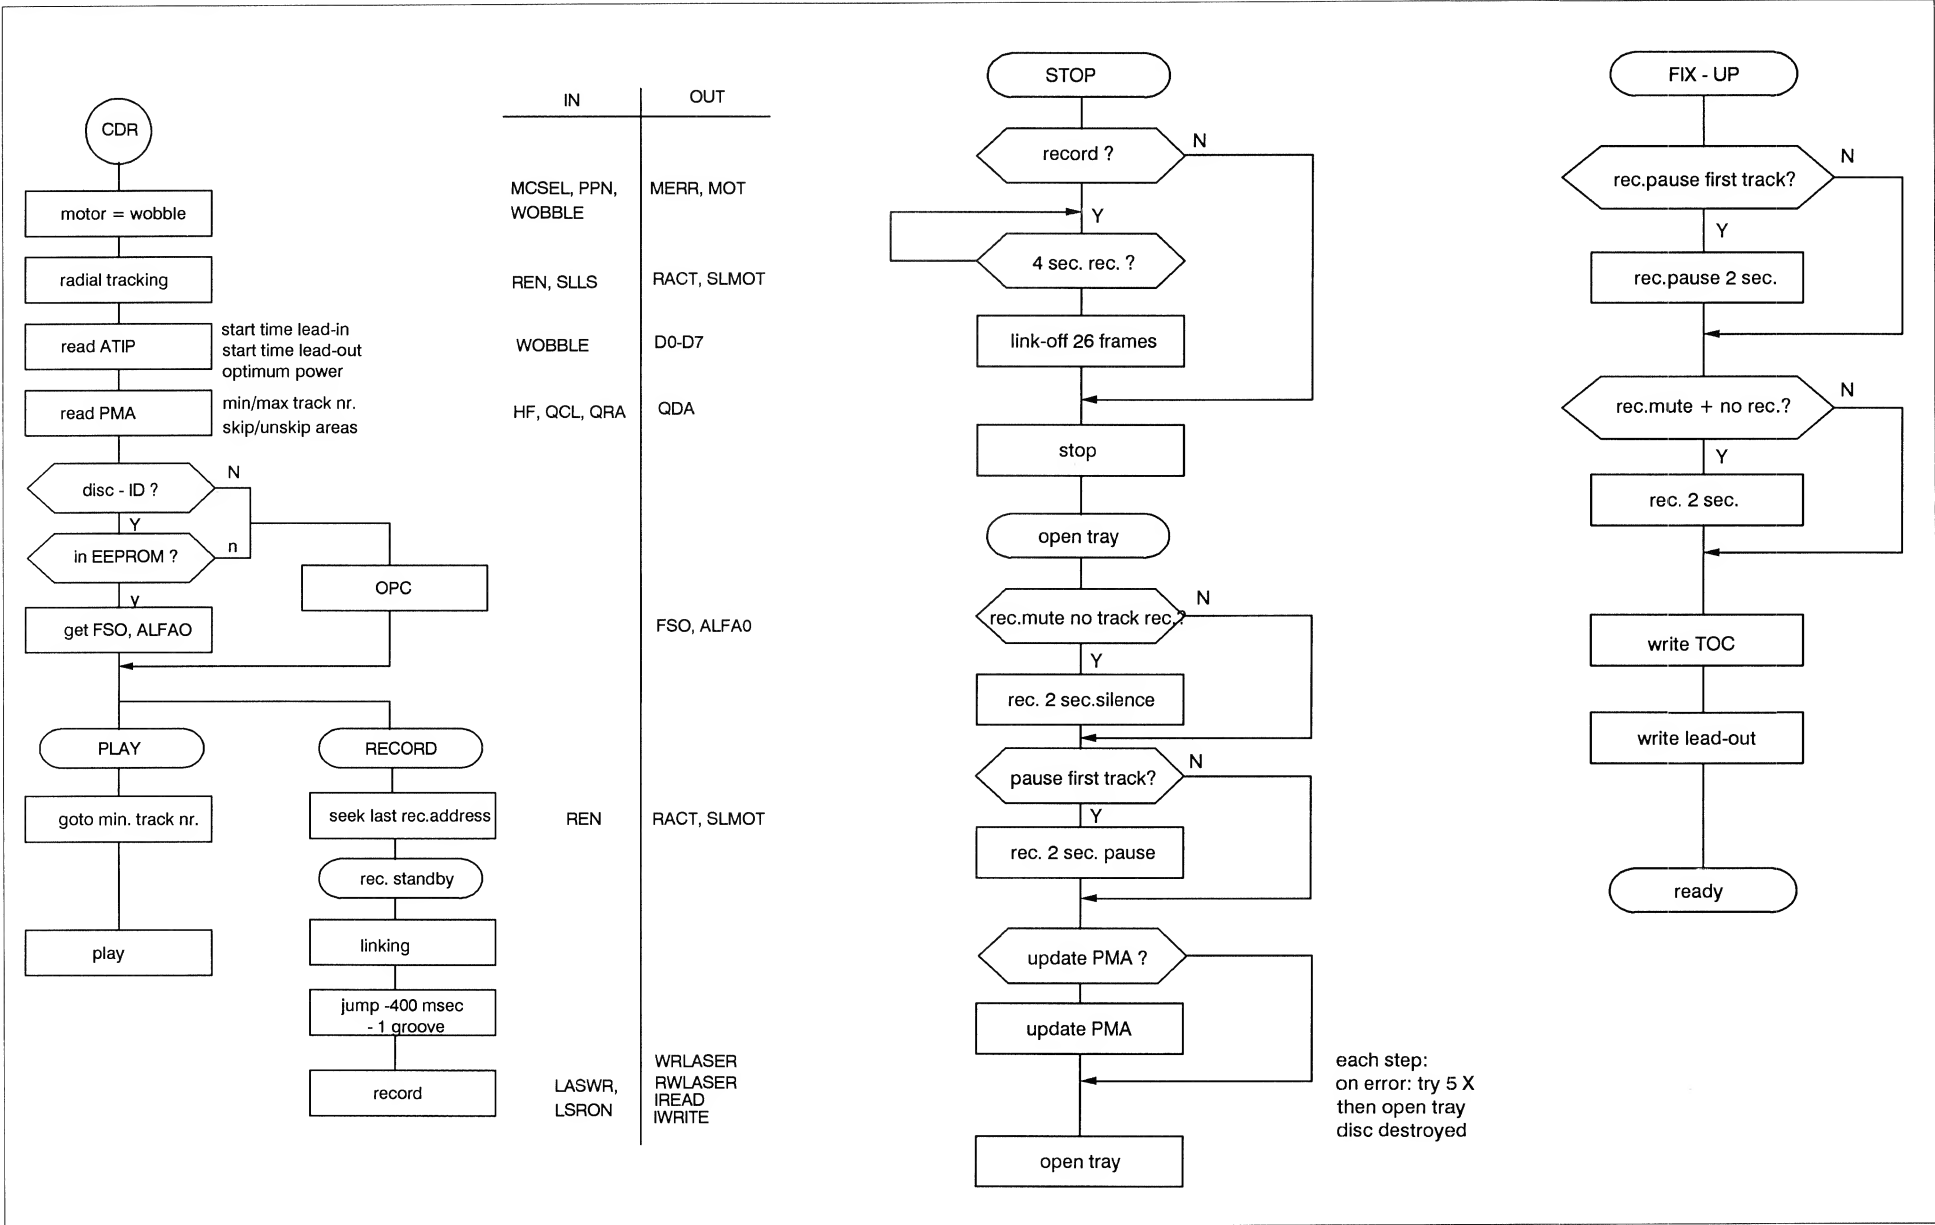 CDR
motor = wobble
radial tracking
read ATIP
start time lead-in
start time lead-out
optimum power
read PMA
min/max track nr.
skip/unskip areas
disc - ID ?
N
Y
in EEPROM ?
n
y
OPC
get FSO, ALFAO
PLAY
goto min. track nr.
play
RECORD
seek last rec.address
rec. standby
linking
jump -400 msec
- 1 groove
record
IN
OUT
MCSEL, PPN,
WOBBLE
MERR, MOT
REN, SLLS
RACT, SLMOT
WOBBLE
D0-D7
HF, QCL, QRA
QDA
FSO, ALFA0
REN
RACT, SLMOT
LASWR,
LSRON
WRLASER
RWLASER
IREAD
IWRITE
STOP
record ?
N
Y
4 sec. rec. ?
link-off 26 frames
stop
open tray
rec.mute no track rec.?
N
Y
rec. 2 sec.silence
pause first track?
N
Y
rec. 2 sec. pause
update PMA ?
update PMA
open tray
each step:
on error: try 5 X
then open tray
disc destroyed
FIX - UP
rec.pause first track?
N
Y
rec.pause 2 sec.
rec.mute + no rec.?
N
Y
rec. 2 sec.
write TOC
write lead-out
ready